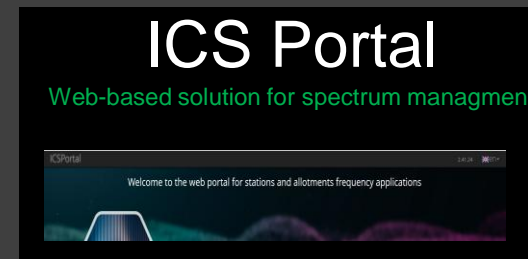 ICS Portal
Web-based solution for spectrum managmen
ICSPortal
Welcome to the web portal for stations and allotments frequency applications